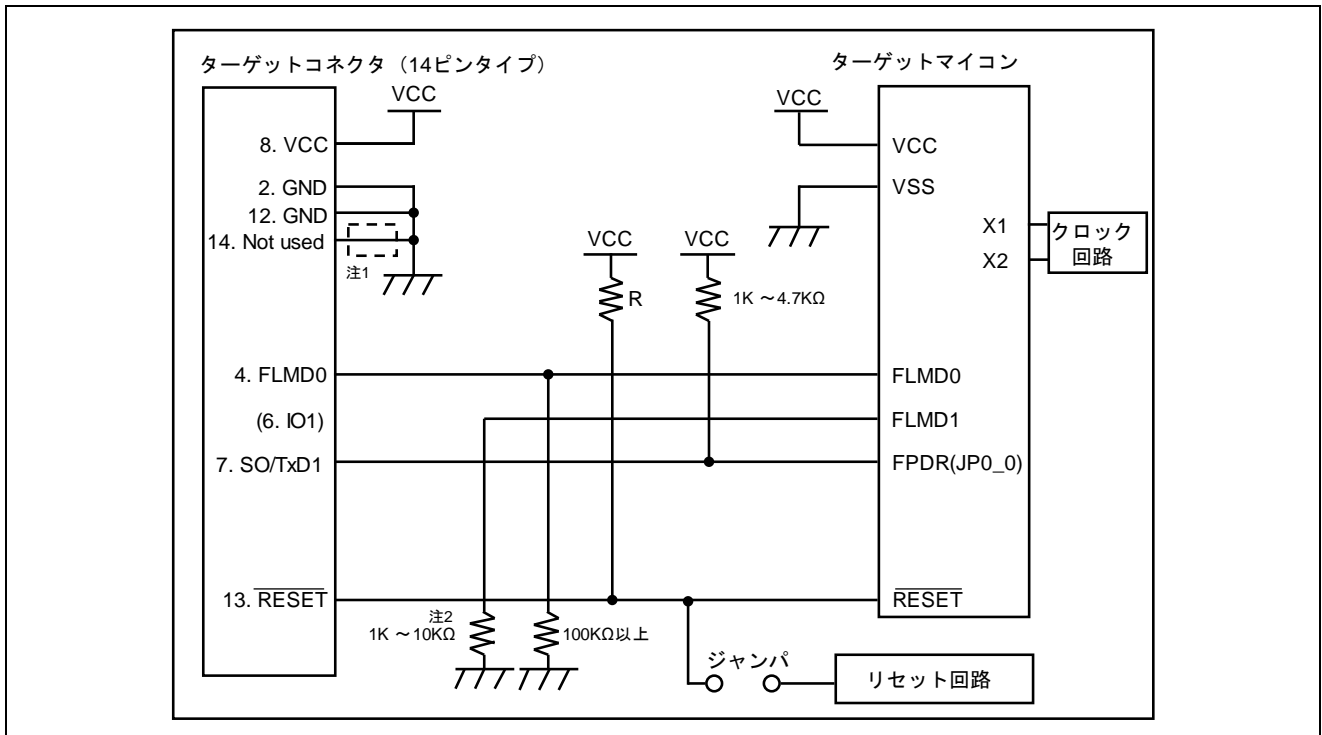 ターゲットコネクタ（14ピンタイプ）
ターゲットマイコン
VCC
VCC
8. VCC
VCC
2. GND
VSS
12. GND
14. Not used
注1
X1
X2
クロック
回路
VCC
VCC
R
1K ～4.7KΩ
4. FLMD0
FLMD0
(6. IO1)
FLMD1
7. SO/TxD1
FPDR(JP0_0)
13. RESET
RESET
注2
1K ～10KΩ
100KΩ以上
ジャンパ
リセット回路